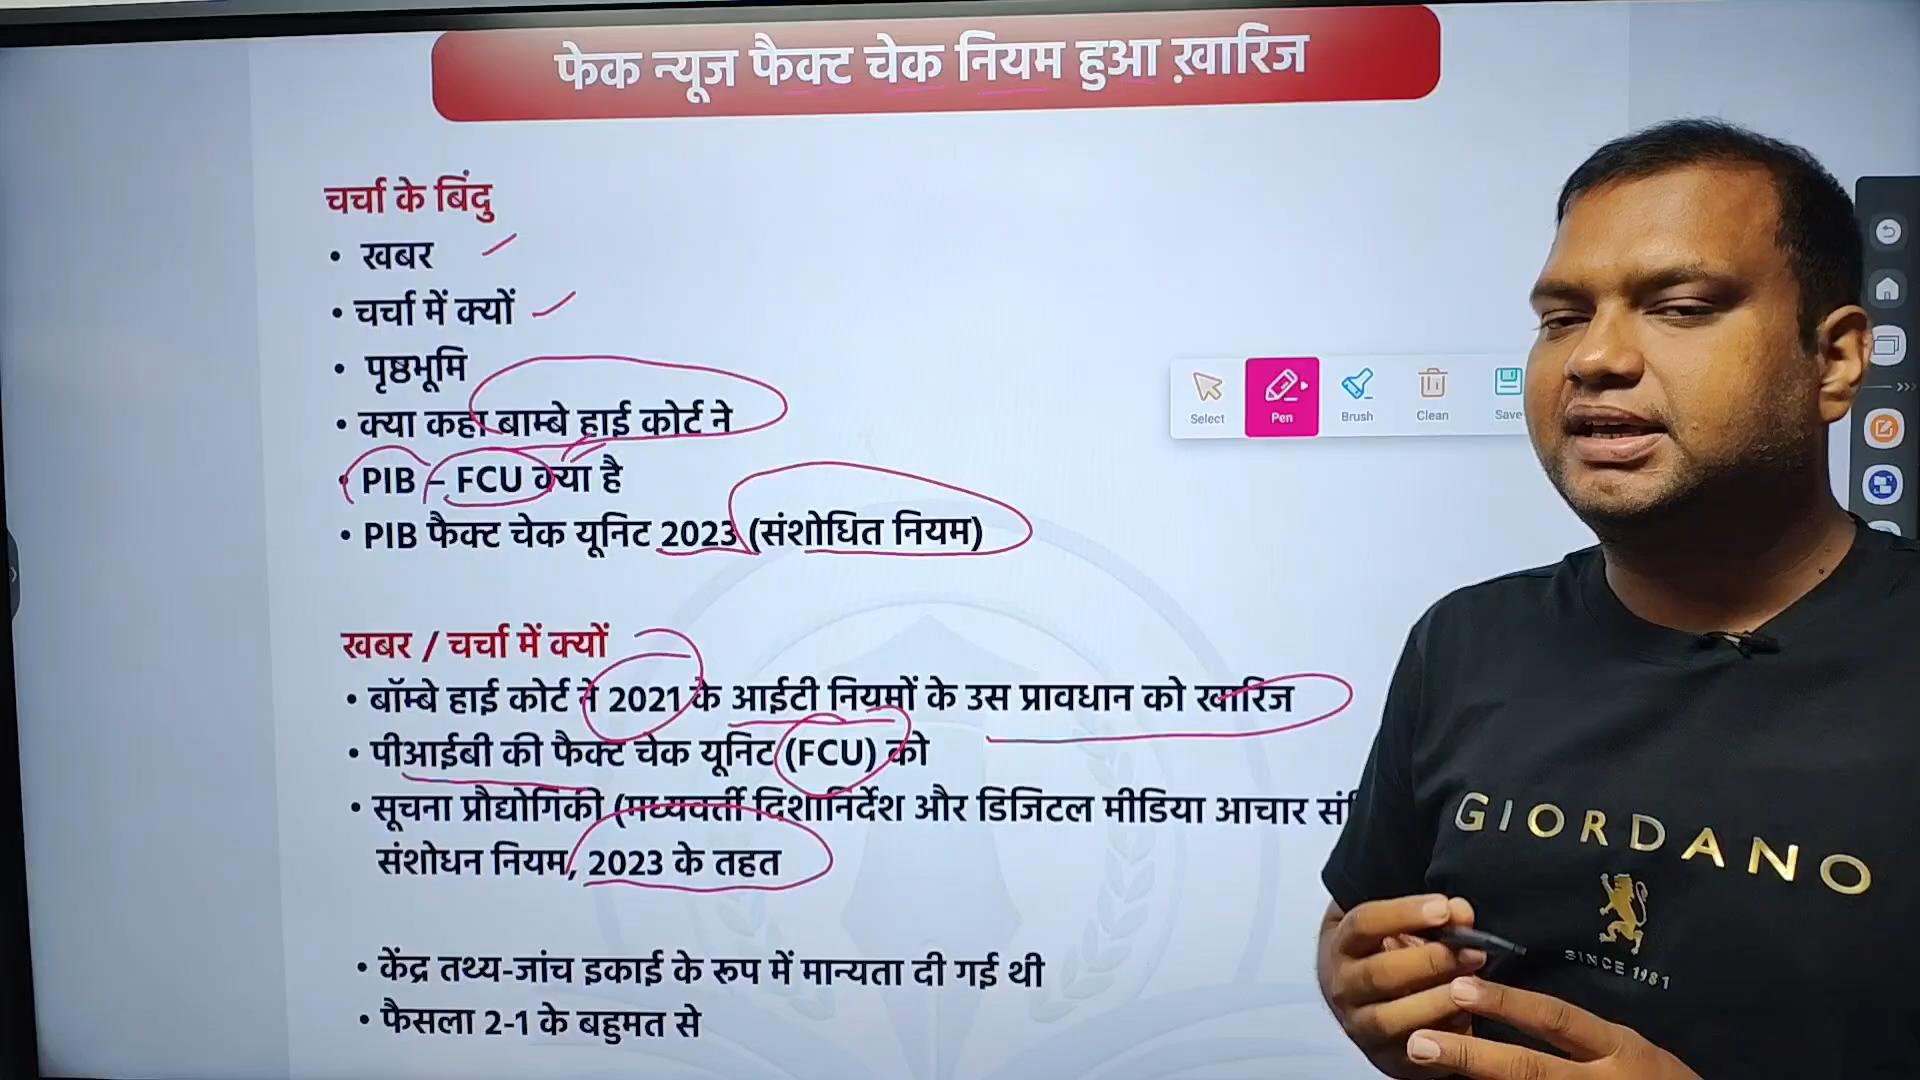 फेक न्यूज फैक्ट चेक नियम हुआ ख़ारिज
चर्चा के बिंदु
• खबर
• चर्चा में क्यों
• पृष्ठभूमि
• क्या कहा बाम्बे हाई कोर्ट ने
• PIB – FCU क्या है
• PIB फैक्ट चेक यूनिट 2023 (संशोधित नियम)
Select Pen Brush Clean Save
खबर / चर्चा में क्यों
• बॉम्बे हाई कोर्ट ने 2021 के आईटी नियमों के उस प्रावधान को खारिज
• पीआईबी की फैक्ट चेक यूनिट (FCU) को
• सूचना प्रौद्योगिकी (मध्यवर्ती दिशानिर्देश और डिजिटल मीडिया आचार
संशोधन नियम, 2023 के तहत
• केंद्र तथ्य-जांच इकाई के रूप में मान्यता दी गई थी
• फैसला 2-1 के बहुमत से
GIORDANO
SINCE 1981